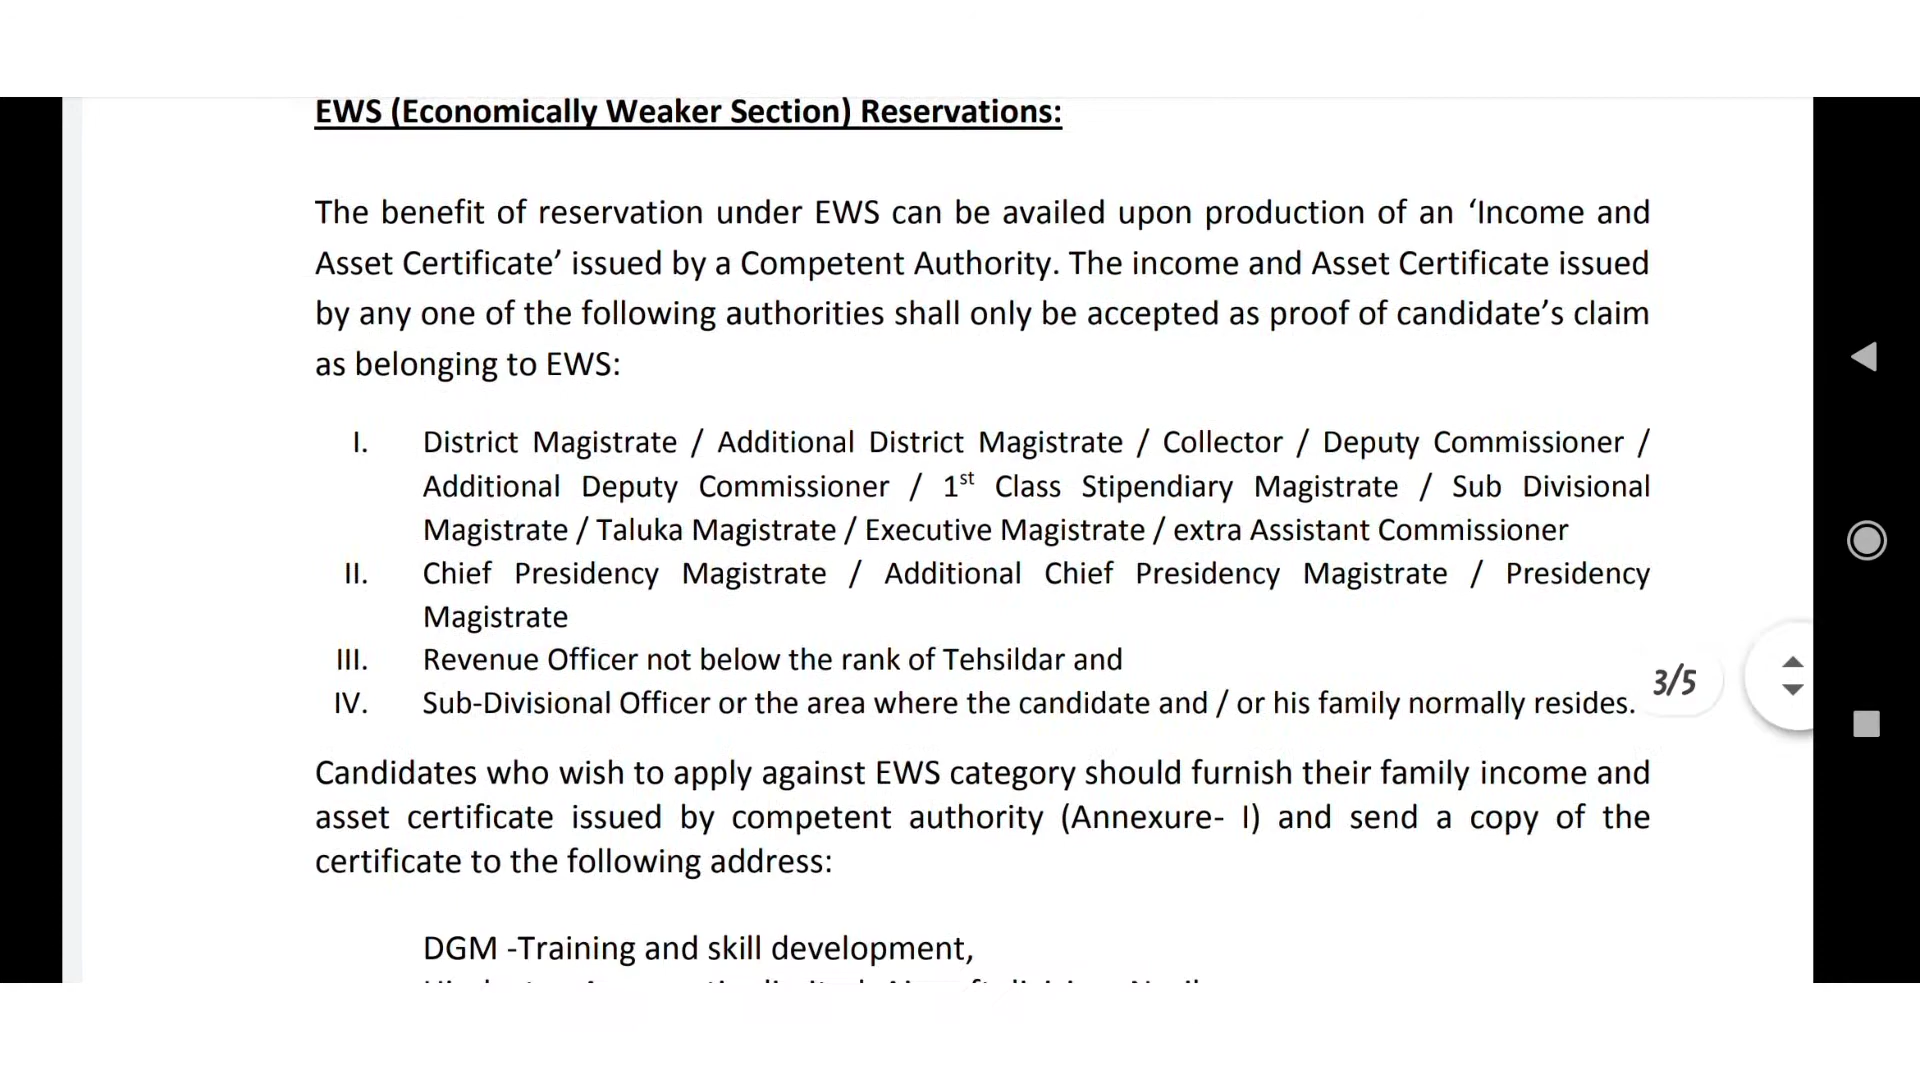 EWS (Economically Weaker Section) Reservations:
The benefit of reservation under EWS can be availed upon production of an ‘Income and
Asset Certificate’ issued by a Competent Authority. The income and Asset Certificate issued
by any one of the following authorities shall only be accepted as proof of candidate’s claim
as belonging to EWS:
I. District Magistrate / Additional District Magistrate / Collector / Deputy Commissioner /
Additional Deputy Commissioner / 1st Class Stipendiary Magistrate / Sub Divisional
Magistrate / Taluka Magistrate / Executive Magistrate / extra Assistant Commissioner
II. Chief Presidency Magistrate / Additional Chief Presidency Magistrate / Presidency
Magistrate
III. Revenue Officer not below the rank of Tehsildar and
IV. Sub-Divisional Officer or the area where the candidate and / or his family normally resides.
3/5
Candidates who wish to apply against EWS category should furnish their family income and
asset certificate issued by competent authority (Annexure- I) and send a copy of the
certificate to the following address:
DGM -Training and skill development,